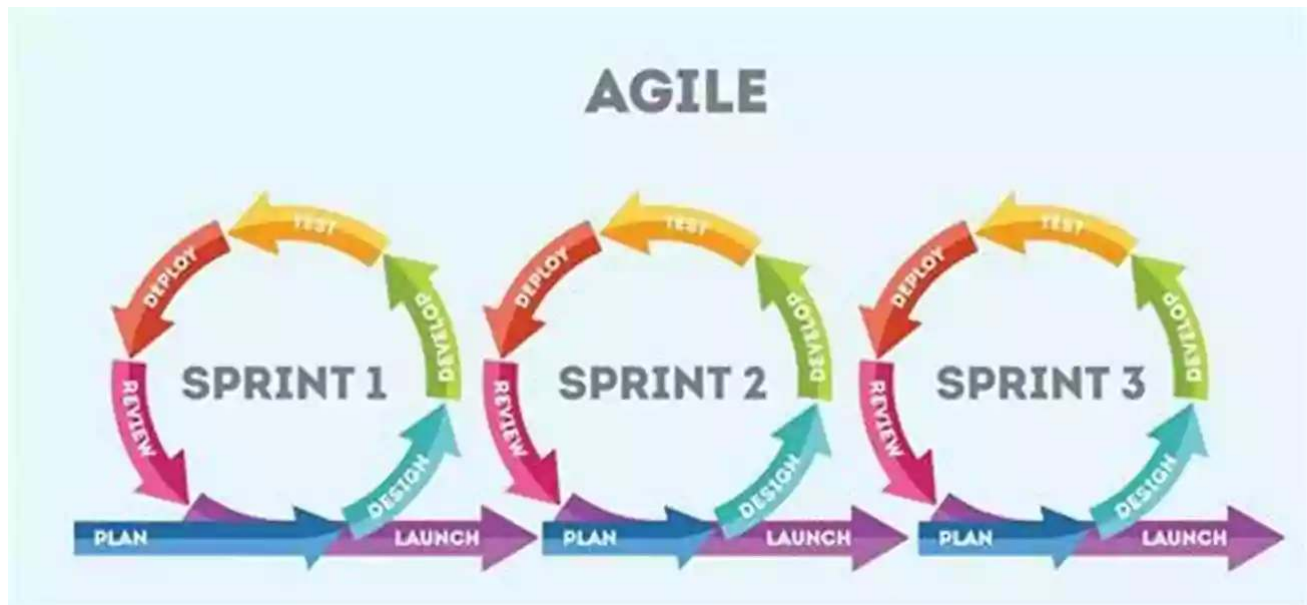 AGILE
TEST
DEPLOY
DEVELOP
SPRINT 1
REVIEW
DESIGN
PLAN
LAUNCH
TEST
DEPLOY
DEVELOP
SPRINT 2
REVIEW
DESIGN
PLAN
LAUNCH
TEST
DEPLOY
DEVELOP
SPRINT 3
REVIEW
DESIGN
PLAN
LAUNCH